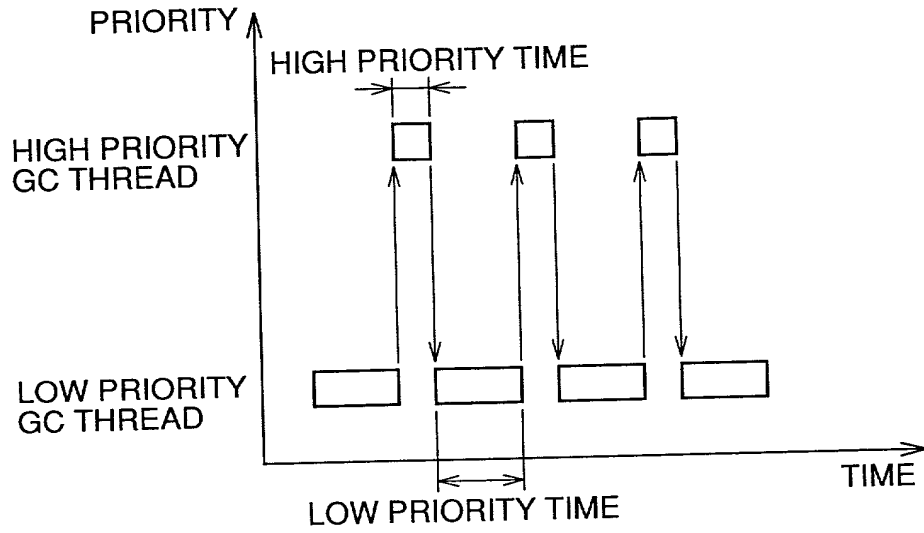 PRIORITY
HIGH PRIORITY TIME
HIGH PRIORITY
GC THREAD
LOW PRIORITY
GC THREAD
TIME
LOW PRIORITY TIME